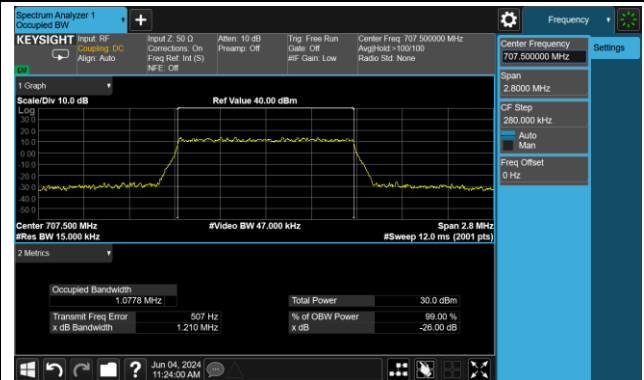 Spectrum Analyzer 1
Occupied BW
Frequency
KEYSIGHT
Input: RF
Coupling: DC
Align: Auto
Input Z: 50 Ω
Corrections: On
Freq Ref: Int (S)
NFE: Off
Atten: 10 dB
Preamp: Off
Trig: Free Run
Gate: Off
#IF Gain: Low
Center Freq: 707.500000 MHz
Avg|Hold:>100/100
Radio Std: None
Center Frequency
707.500000 MHz
Settings
Span
2.8000 MHz
CF Step
280.000 kHz
Auto
Man
Freq Offset
0 Hz
1 Graph
Scale/Div 10.0 dB
Ref Value 40.00 dBm
Log
30.0
20.0
10.0
0.00
-10.0
-20.0
-30.0
-40.0
-50.0
Center 707.500 MHz
#Video BW 47.000 kHz
Span 2.8 MHz
#Res BW 15.000 kHz
#Sweep 12.0 ms (2001 pts)
2 Metrics
Occupied Bandwidth
1.0778 MHz
Total Power
30.0 dBm
Transmit Freq Error
507 Hz
% of OBW Power
99.00 %
x dB Bandwidth
1.210 MHz
x dB
-26.00 dB
Jun 04, 2024
11:24:00 AM